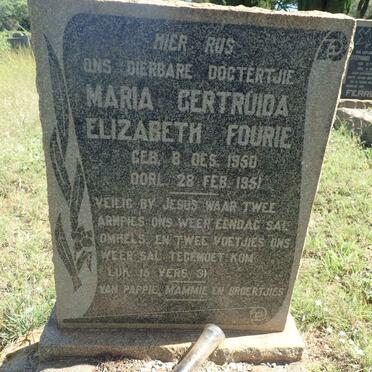 HIER RUS
ONS DIERBARE DOGTERTJIE
MARIA GERTRUIDA
ELIZABETH FOURIE
GEB. 8 DES. 1950
OORL. 28 FEB. 1951
VEILIG BY JESUS WAAR TWEE
ARMPIES ONS WEER EENDAG SAL
OMHELS, EN TWEE VOETJIES ONS
WEER SAL TEGEMOET KOM
LUK 15 VERS 31
VAN PAPPIE, MAMMIE EN BROERTJIES
FERR